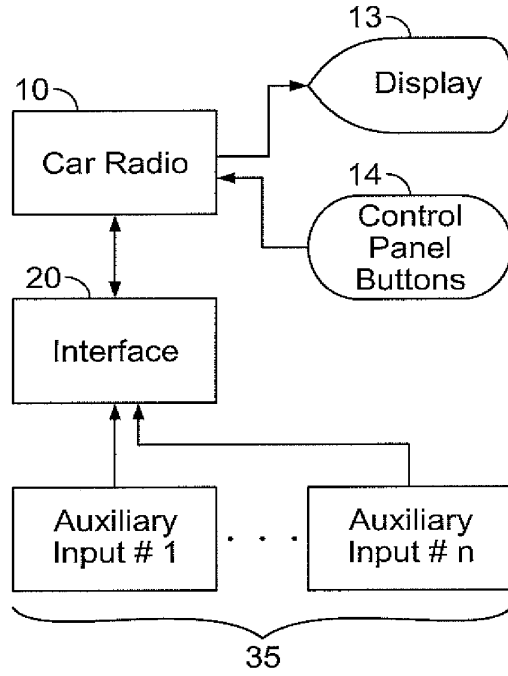 13
Display
10
Car Radio
14
Control
Panel
Buttons
20
Interface
Auxiliary
Input # 1
. . .
Auxiliary
Input # n
35